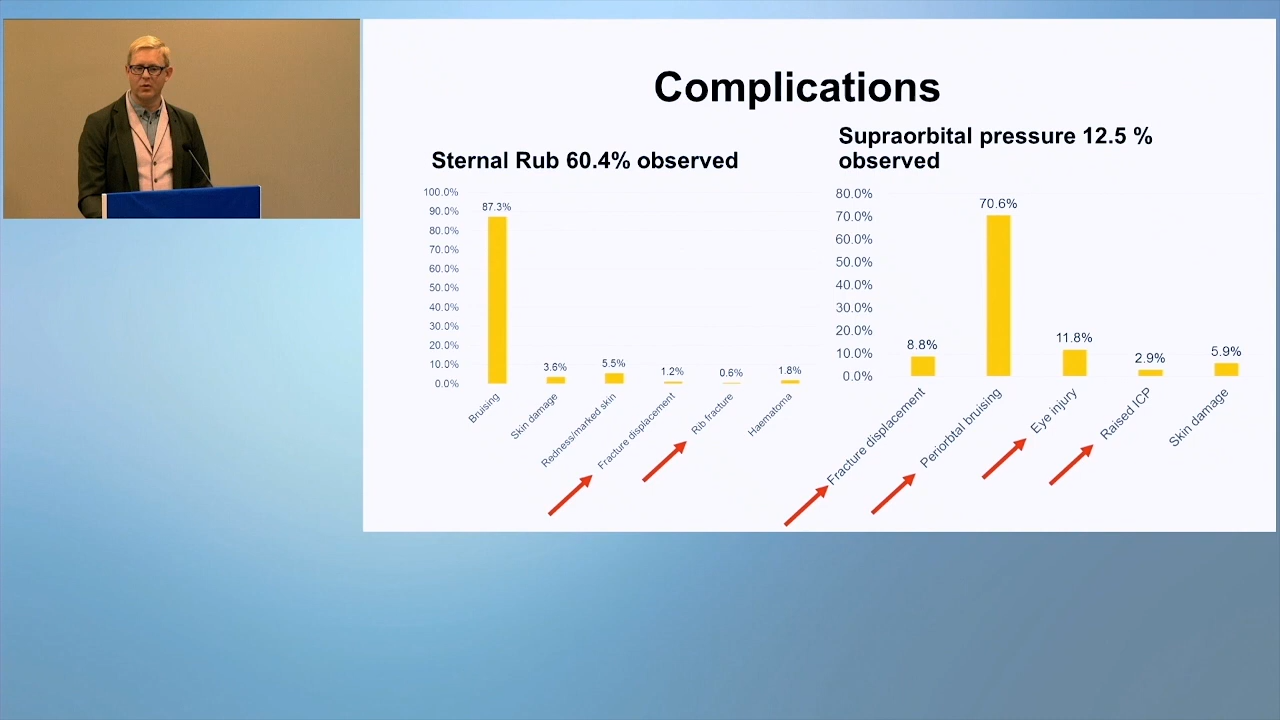 Complications
Sternal Rub 60.4% observed
100.0%
90.0%
80.0%
70.0%
60.0%
50.0%
40.0%
30.0%
20.0%
10.0%
0.0%
87.3%
3.6%
5.5%
1.2%
0.6%
1.8%
Bruising
Skin damage
Redness/marked skin
Fracture displacement
Rib fracture
Haematoma
Supraorbital pressure 12.5 %
observed
80.0%
70.0%
60.0%
50.0%
40.0%
30.0%
20.0%
10.0%
0.0%
8.8%
70.6%
11.8%
2.9%
5.9%
Fracture displacement
Periorbtal bruising
Eye injury
Raised ICP
Skin damage